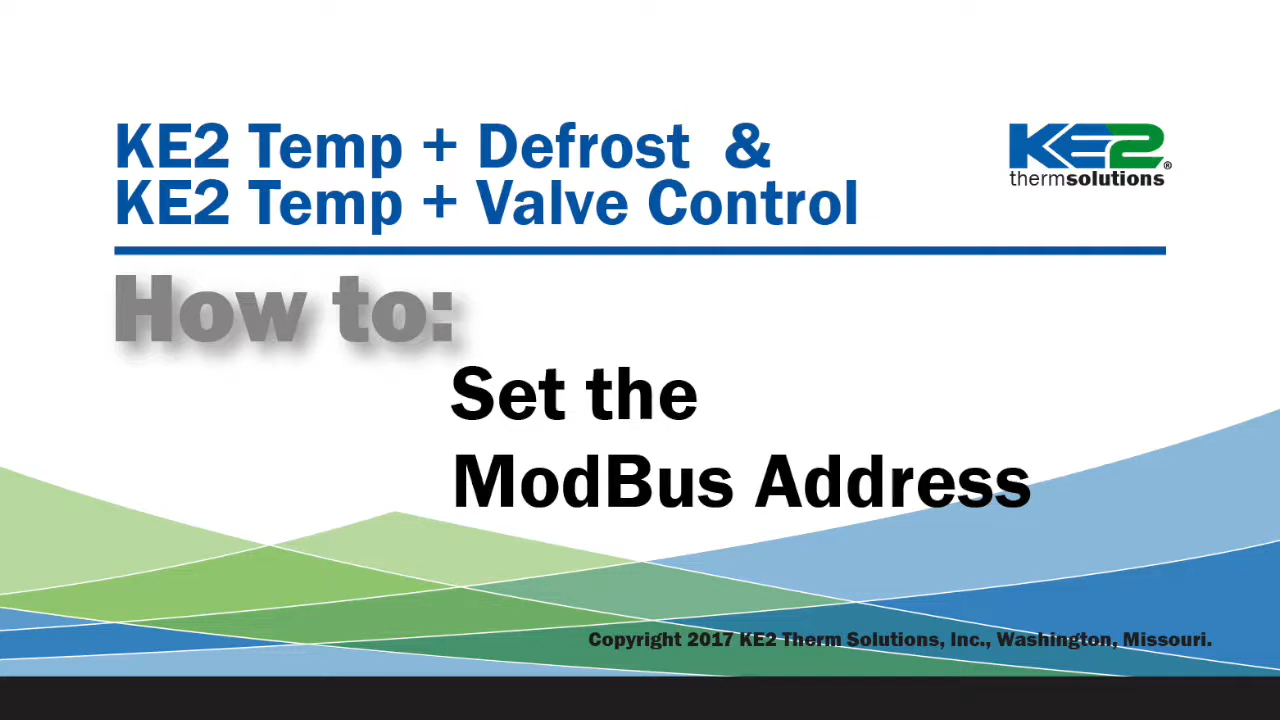 KE2 Temp + Defrost &
KE2 Temp + Valve Control
KE2®
thermsolutions
How to:
Set the
ModBus Address
Copyright 2017 KE2 Therm Solutions, Inc., Washington, Missouri.